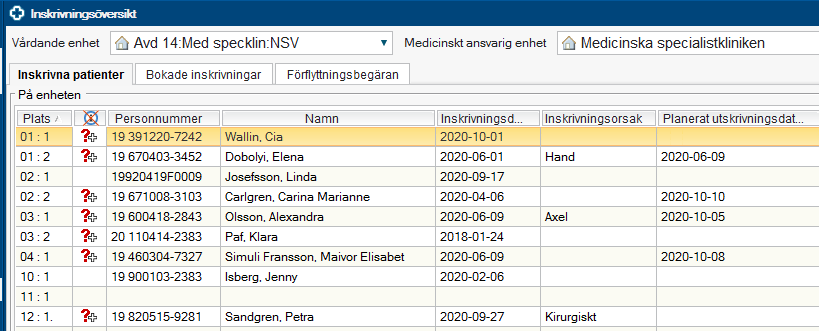 Inskrivningsöversikt
Vårdande enhet Avd 14:Med specklin:NSV Medicinskt ansvarig enhet Medicinska specialistkliniken
Inskrivna patienter Bokade inskrivningar Förflyttningsbegäran
På enheten
Plats Personnummer Namn Inskrivningsd... Inskrivningsorsak Planerat utskrivningsdat...
01 : 1 ? 19 391220-7242 Wallin, Cia 2020-10-01
01 : 2 ? 19 670403-3452 Dobolyi, Elena 2020-06-01 Hand 2020-06-09
02 : 1 19920419F0009 Josefsson, Linda 2020-09-17
02 : 2 ? 19 671008-3103 Carlgren, Carina Marianne 2020-04-06 2020-10-10
03 : 1 ? 19 600418-2843 Olsson, Alexandra 2020-06-09 Axel 2020-10-05
03 : 2 ? 20 110414-2383 Paf, Klara 2018-01-24
04 : 1 ? 19 460304-7327 Simuli Fransson, Maivor Elisabet 2020-06-09 2020-10-08
10 : 1 19 900103-2383 Isberg, Jenny 2020-02-06
11 : 1
12 : 1. ? 19 820515-9281 Sandgren, Petra 2020-09-27 Kirurgiskt